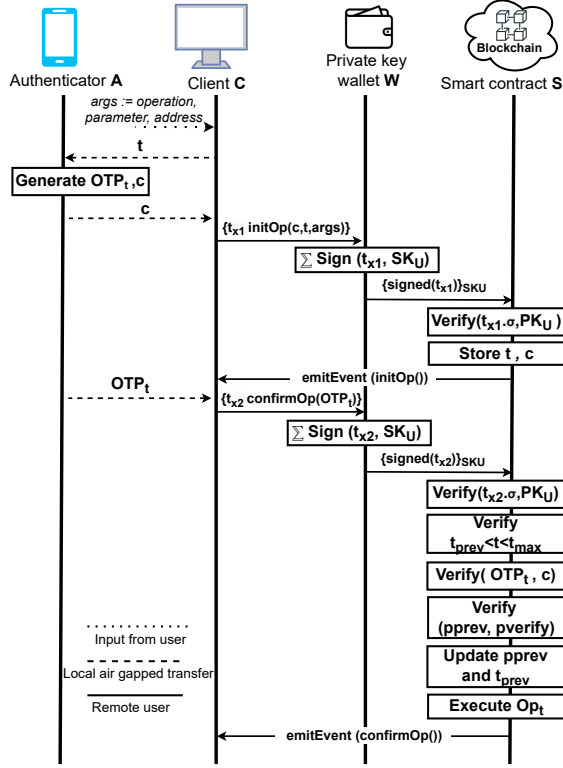 Blockchain
Authenticator A
Client C
Private key
wallet W
Smart contract S
args := operation,
parameter, address
t
Generate OTPt ,c
c
{tx1 initOp(c,t,args)}
∑ Sign (tx1, SKU)
{signed(tx1)}SKU
Verify(tx1.σ,PKU )
Store t , c
emitEvent (initOp())
OTPt
{tx2 confirmOp(OTPt)}
∑ Sign (tx2, SKU)
{signed(tx2)}SKU
Verify(tx2.σ,PKU)
Verify
tprev<t<tmax
Verify( OTPt , c)
Verify
(pprev, pverify)
Update pprev
and tprev
Execute Opt
emitEvent (confirmOp())
Input from user
Local air gapped transfer
Remote user